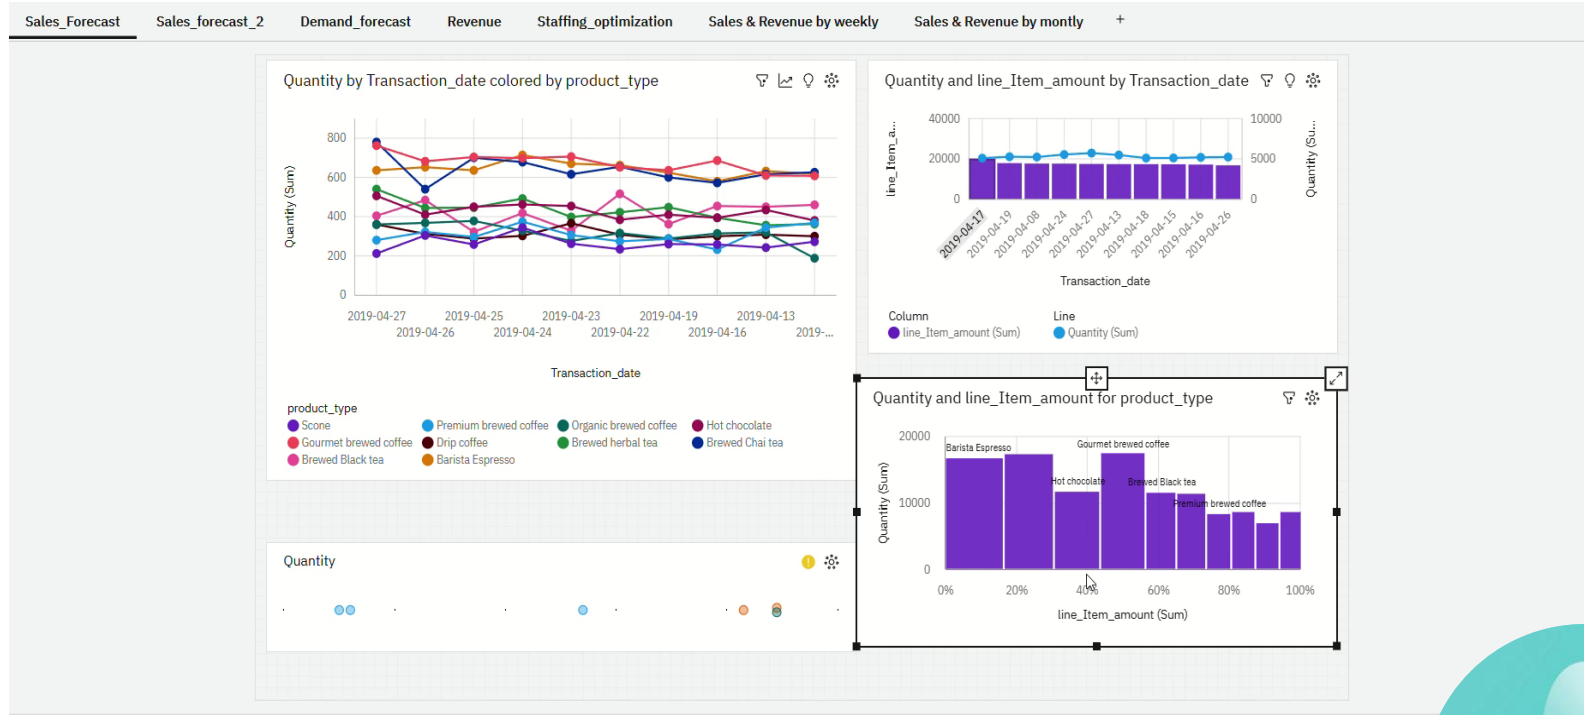 Sales_Forecast Sales_forecast_2 Demand_forecast Revenue Staffing_optimization Sales & Revenue by weekly Sales & Revenue by montly +
Quantity by Transaction_date colored by product_type
800
600
400
200
0
Quantity (Sum)
2019-04-27 2019-04-25 2019-04-23 2019-04-19 2019-04-13
2019-04-26 2019-04-24 2019-04-22 2019-04-16 2019-...
Transaction_date
product_type
Scone Premium brewed coffee Organic brewed coffee Hot chocolate
Gourmet brewed coffee Drip coffee Brewed herbal tea Brewed Chai tea
Brewed Black tea Barista Espresso
Quantity and line_Item_amount by Transaction_date
line_Item_a...
40000 10000
20000 5000
0 0
Quantity (Su...
2019-04-17 2019-04-19 2019-04-08 2019-04-24 2019-04-27 2019-04-13 2019-04-18 2019-04-15 2019-04-16 2019-04-26
Transaction_date
Column Line
line_Item_amount (Sum) Quantity (Sum)
Quantity and line_Item_amount for product_type
Quantity (Sum)
20000
10000
0
Barista Espresso
Gourmet brewed coffee
Hot chocolate
Brewed Black tea
Premium brewed coffee
0% 20% 40% 60% 80% 100%
line_Item_amount (Sum)
Quantity